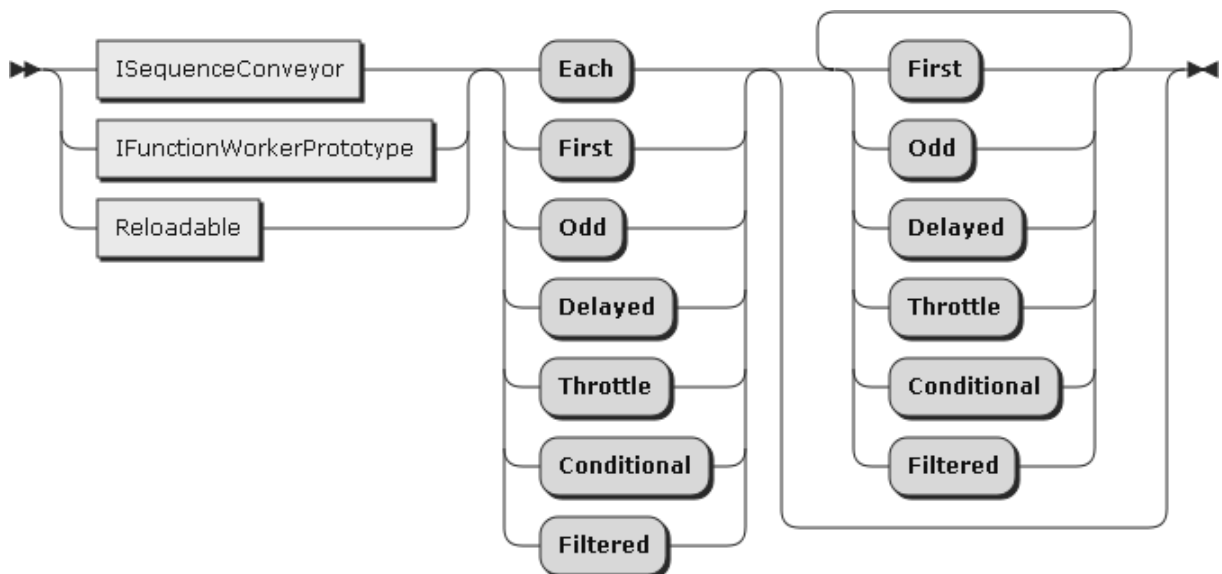 ISequenceConveyor
IFunctionWorkerPrototype
Reloadable
Each
First
Odd
Delayed
Throttle
Conditional
Filtered
First
Odd
Delayed
Throttle
Conditional
Filtered